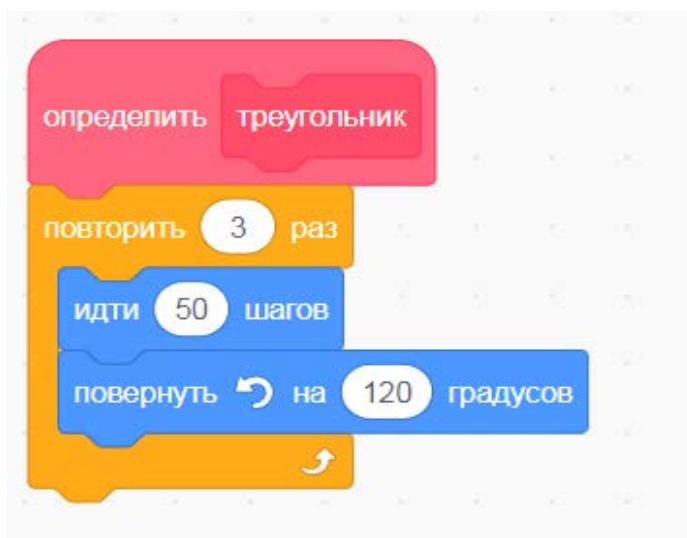 определить треугольник
повторить 3 раз
идти 50 шагов
повернуть на 120 градусов